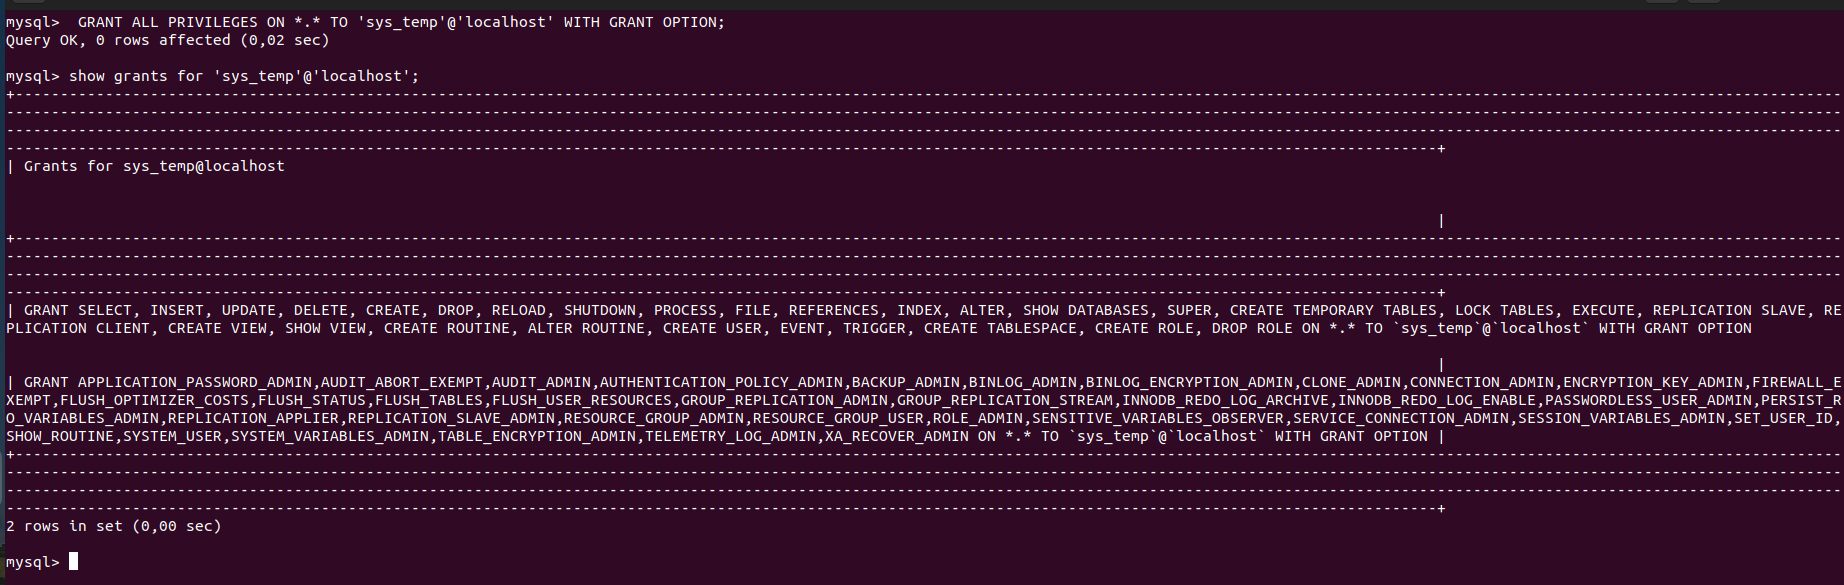 mysql>  GRANT ALL PRIVILEGES ON *.* TO 'sys_temp'@'localhost' WITH GRANT OPTION;
Query OK, 0 rows affected (0,02 sec)
mysql> show grants for 'sys_temp'@'localhost';
| Grants for sys_temp@localhost
|
| GRANT SELECT, INSERT, UPDATE, DELETE, CREATE, DROP, RELOAD, SHUTDOWN, PROCESS, FILE, REFERENCES, INDEX, ALTER, SHOW DATABASES, SUPER, CREATE TEMPORARY TABLES, LOCK TABLES, EXECUTE, REPLICATION SLAVE, RE
PLICATION CLIENT, CREATE VIEW, SHOW VIEW, CREATE ROUTINE, ALTER ROUTINE, CREATE USER, EVENT, TRIGGER, CREATE TABLESPACE, CREATE ROLE, DROP ROLE ON *.* TO `sys_temp`@`localhost` WITH GRANT OPTION
|
| GRANT APPLICATION_PASSWORD_ADMIN,AUDIT_ABORT_EXEMPT,AUDIT_ADMIN,AUTHENTICATION_POLICY_ADMIN,BACKUP_ADMIN,BINLOG_ADMIN,BINLOG_ENCRYPTION_ADMIN,CLONE_ADMIN,CONNECTION_ADMIN,ENCRYPTION_KEY_ADMIN,FIREWALL_E
XEMPT,FLUSH_OPTIMIZER_COSTS,FLUSH_STATUS,FLUSH_TABLES,FLUSH_USER_RESOURCES,GROUP_REPLICATION_ADMIN,GROUP_REPLICATION_STREAM,INNODB_REDO_LOG_ARCHIVE,INNODB_REDO_LOG_ENABLE,PASSWORDLESS_USER_ADMIN,PERSIST_R
O_VARIABLES_ADMIN,REPLICATION_APPLIER,REPLICATION_SLAVE_ADMIN,RESOURCE_GROUP_ADMIN,RESOURCE_GROUP_USER,ROLE_ADMIN,SENSITIVE_VARIABLES_OBSERVER,SERVICE_CONNECTION_ADMIN,SESSION_VARIABLES_ADMIN,SET_USER_ID,
SHOW_ROUTINE,SYSTEM_USER,SYSTEM_VARIABLES_ADMIN,TABLE_ENCRYPTION_ADMIN,TELEMETRY_LOG_ADMIN,XA_RECOVER_ADMIN ON *.* TO `sys_temp`@`localhost` WITH GRANT OPTION |
2 rows in set (0,00 sec)
mysql>